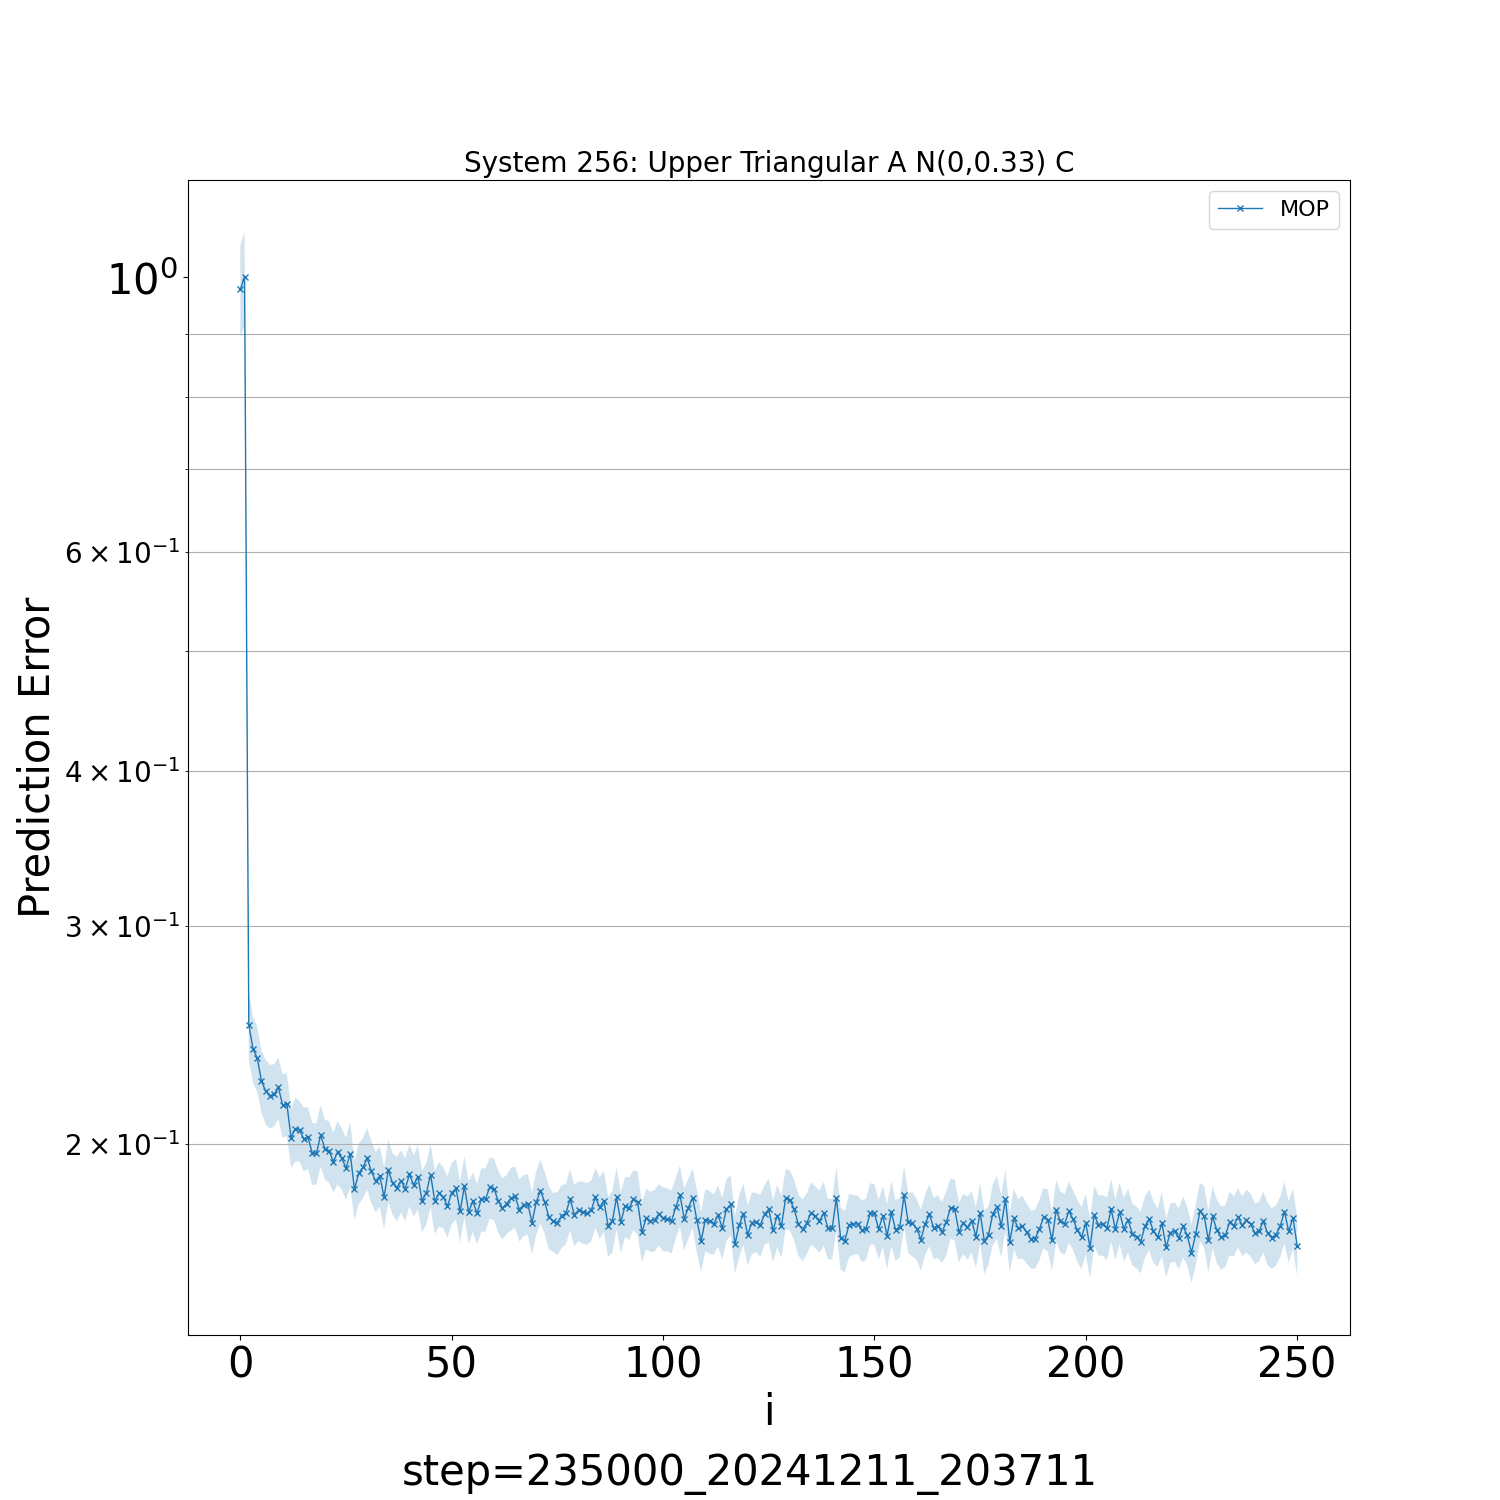 System 256: Upper Triangular A N(0,0.33) C
MOP
10⁰
6 × 10⁻¹
4 × 10⁻¹
3 × 10⁻¹
2 × 10⁻¹
Prediction Error
0 50 100 150 200 250
i
step=235000_20241211_203711